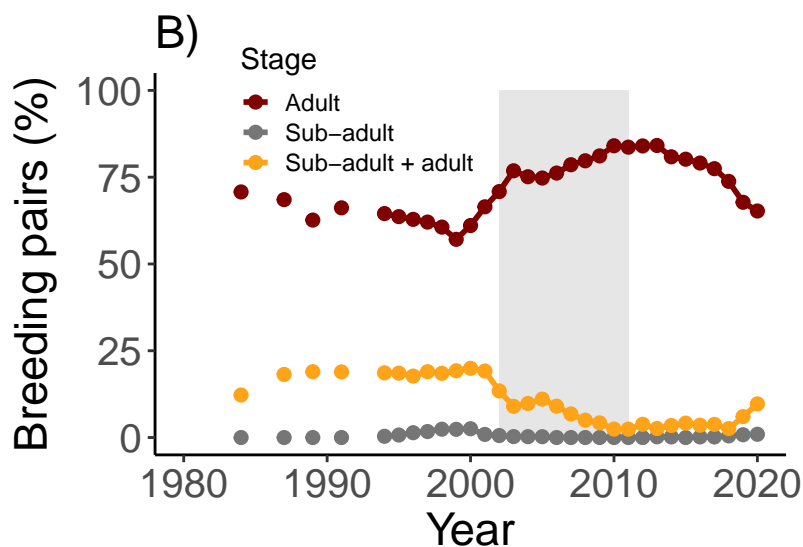 B)
Stage
Adult
Sub−adult
Sub−adult + adult
Breeding pairs (%)
100
75
50
25
0
1980 1990 2000 2010 2020
Year